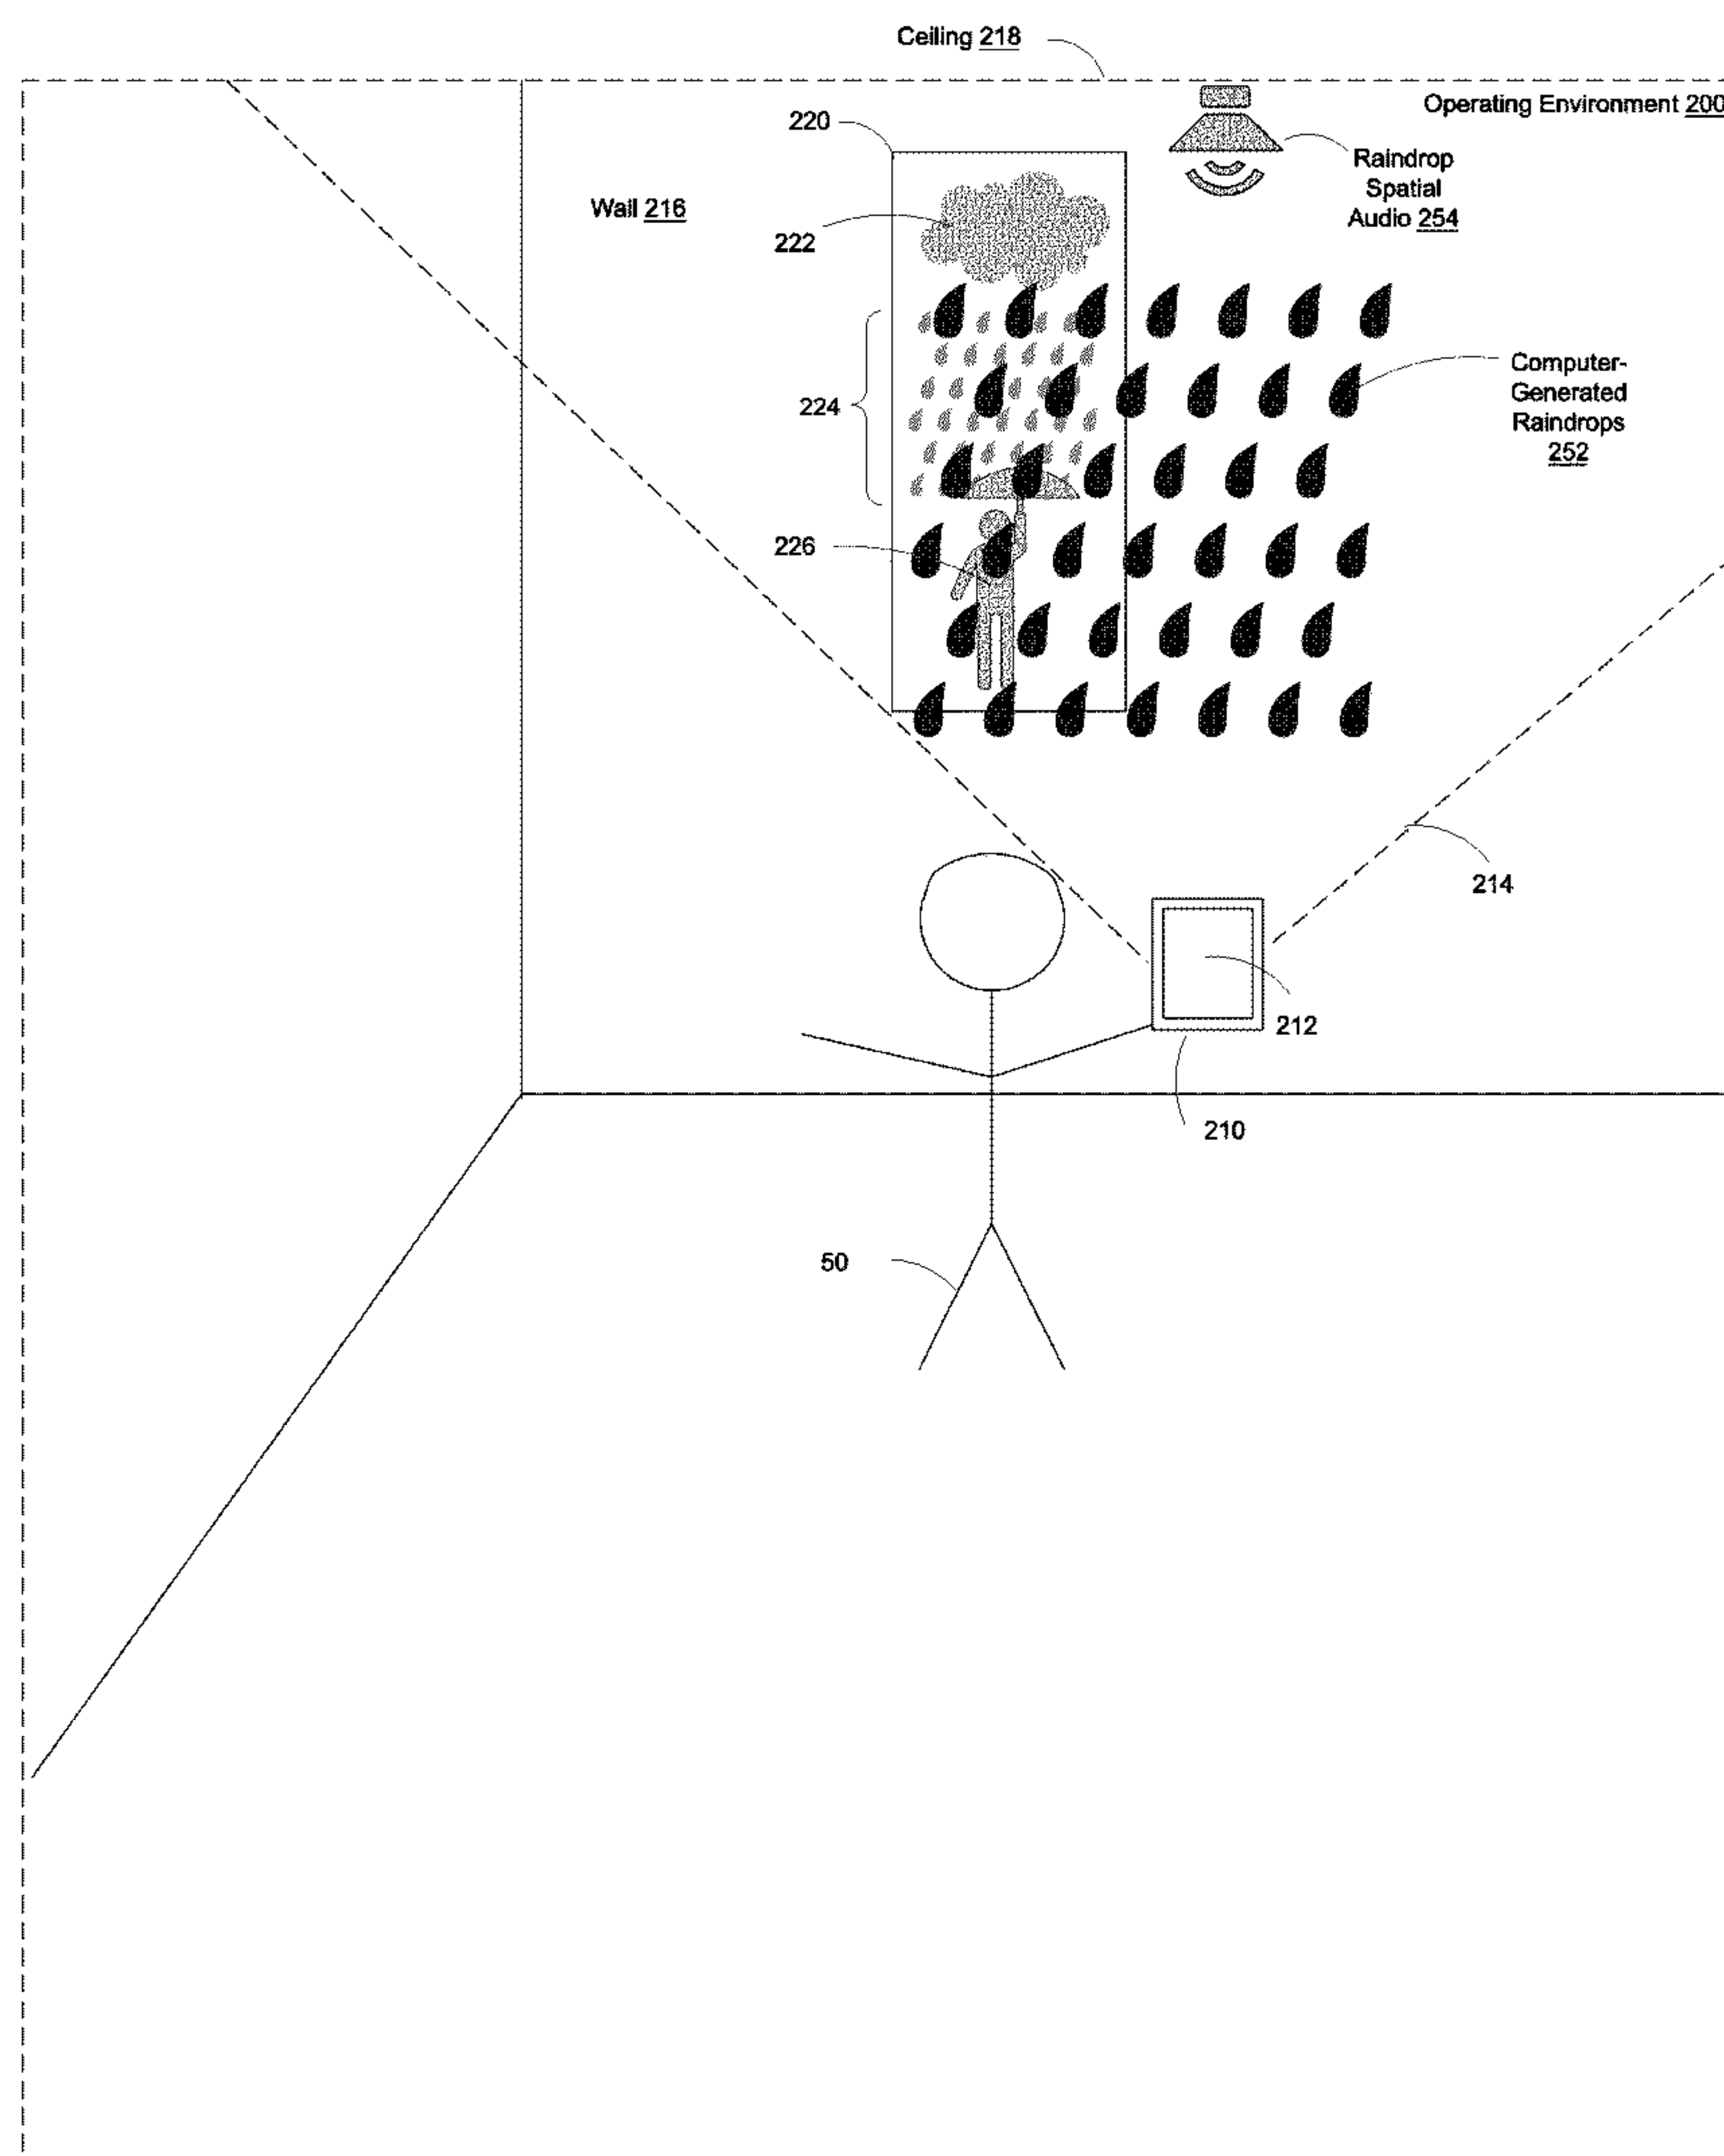 Ceiling 218
Operating Environment 200
220
Raindrop
Spatial
Audio 254
Wall 216
222
Computer-
Generated
Raindrops
252
224
226
214
212
210
50